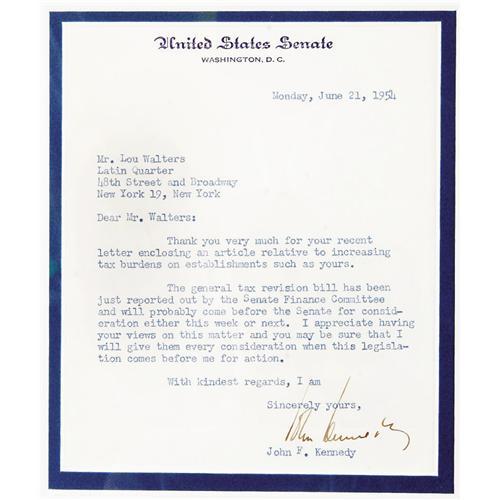 United States Senate
WASHINGTON, D. C.
Monday, June 21, 1954
Mr. Lou Walters
Latin Quarter
48th Street and Broadway
New York 19, New York
Dear Mr. Walters:
Thank you very much for your recent
letter enclosing an article relative to increasing
tax burdens on establishments such as yours.
The general tax revision bill has been
just reported out by the Senate Finance Committee
and will probably come before the Senate for consid-
eration either this week or next. I appreciate having
your views on this matter and you may be sure that I
will give them every consideration when this legisla-
tion comes before me for action.
With kindest regards, I am
Sincerely yours,
John Kennedy
John F. Kennedy